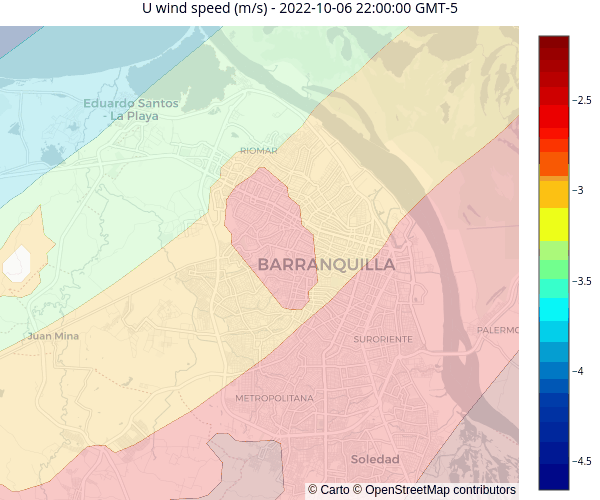 U wind speed (m/s) - 2022-10-06 22:00:00 GMT-5
Eduardo Santos
- La Playa
RIOMAR
BARRANQUILLA
Juan Mina
SURORIENTE
PALERMO
METROPOLITANA
Soledad
© Carto © OpenStreetMap contributors
−2.5
−3
−3.5
−4
−4.5